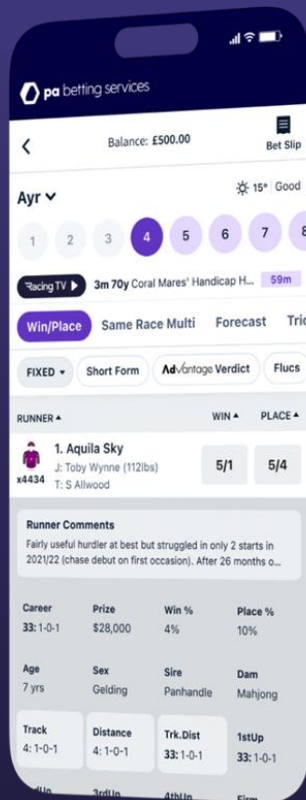 pa betting services
Balance: £500.00
Bet Slip
Ayr
15° Good
1 2 3 4 5 6 7 8
Racing TV 3m 70y Coral Mares' Handicap H... 59m
Win/Place Same Race Multi Forecast Tric
FIXED Short Form Advantage Verdict Flucs
RUNNER WIN PLACE
1. Aquila Sky
J: Toby Wynne (112lbs)
x4434 T: S Allwood
5/1 5/4
Runner Comments
Fairly useful hurdler at best but struggled in only 2 starts in
2021/22 (chase debut on first occasion). After 26 months o...
Career Prize Win % Place %
33: 1-0-1 $28,000 4% 10%
Age Sex Sire Dam
7 yrs Gelding Panhandle Mahjong
Track Distance Trk.Dist 1stUp
4: 1-0-1 4: 1-0-1 33: 1-0-1 33: 1-0-1
3rdUp 4thUp Firm